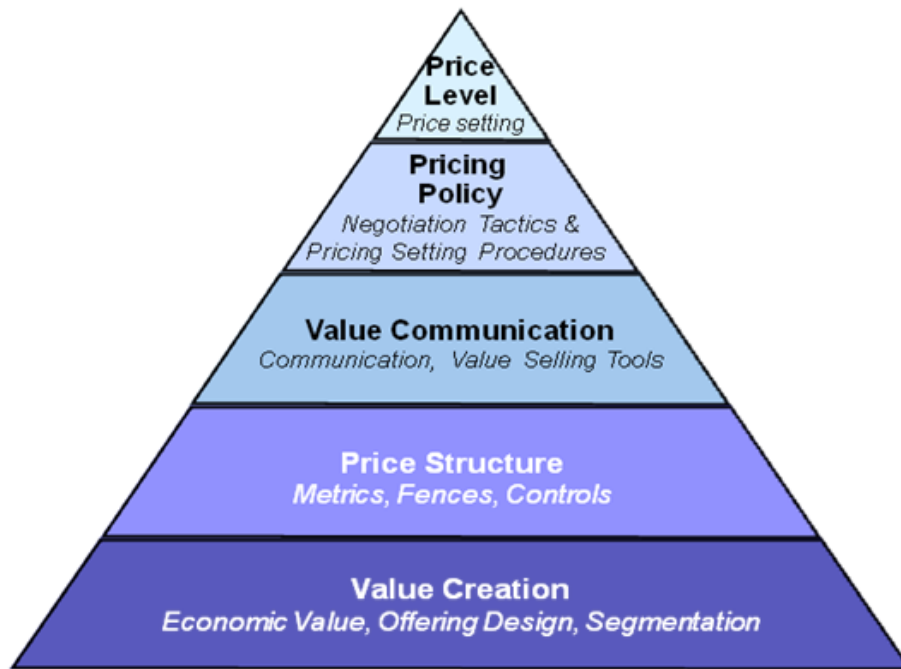 Price
Level
Price setting
Pricing
Policy
Negotiation Tactics &
Pricing Setting Procedures
Value Communication
Communication, Value Selling Tools
Price Structure
Metrics, Fences, Controls
Value Creation
Economic Value, Offering Design, Segmentation